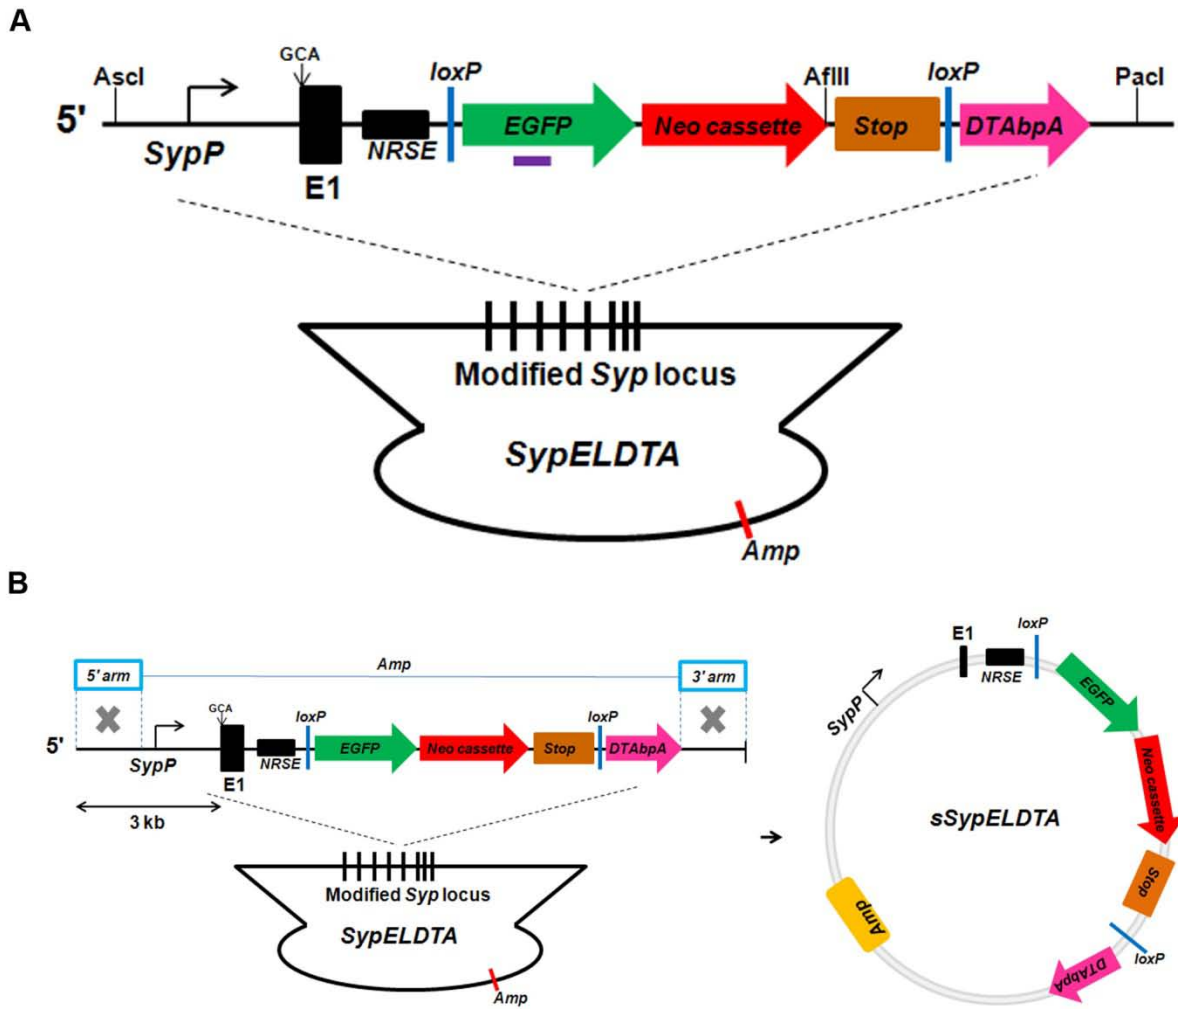 A
GCA
AscI
loxP
AflII
loxP
PacI
5'
EGFP
Neo cassette
Stop
DTAbpA
SypP
NRSE
E1
Modified Syp locus
SypELDTA
Amp
B
5' arm
Amp
3' arm
GCA
loxP
loxP
5'
EGFP
Neo cassette
Stop
DTAbpA
SypP
NRSE
E1
3 kb
Modified Syp locus
SypELDTA
Amp
E1
loxP
NRSE
SypP
EGFP
Neo cassette
sSypELDTA
Stop
Amp
loxP
DTAbpA